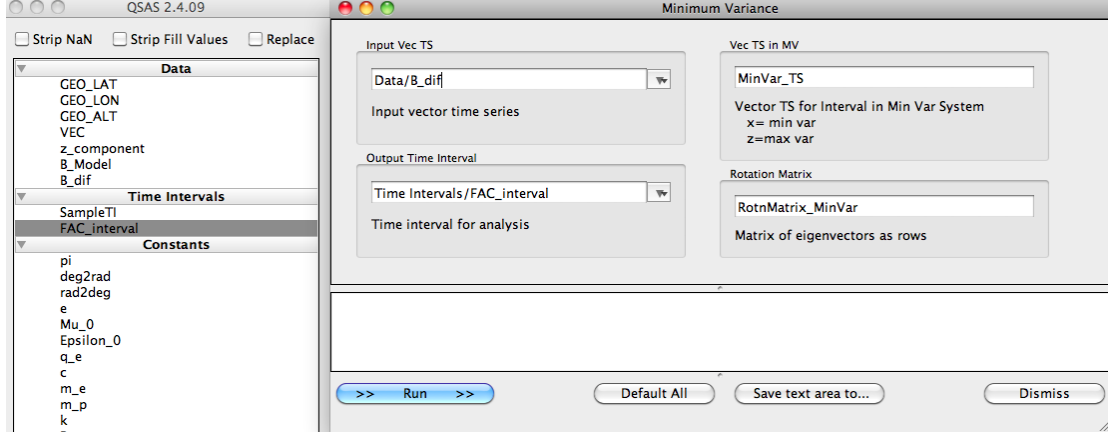 QSAS 2.4.09
Strip NaN Strip Fill Values Replace
Data
GEO_LAT
GEO_LON
GEO_ALT
VEC
z_component
B_Model
B_dif
Time Intervals
SampleTI
FAC_interval
Constants
pi
deg2rad
rad2deg
e
Mu_0
Epsilon_0
q_e
c
m_e
m_p
k
Minimum Variance
Input Vec TS
Data/B_dif
Input vector time series
Output Time Interval
Time Intervals/FAC_interval
Time interval for analysis
Vec TS in MV
MinVar_TS
Vector TS for Interval in Min Var System
x= min var
z=max var
Rotation Matrix
RotnMatrix_MinVar
Matrix of eigenvectors as rows
>> Run >> Default All Save text area to... Dismiss